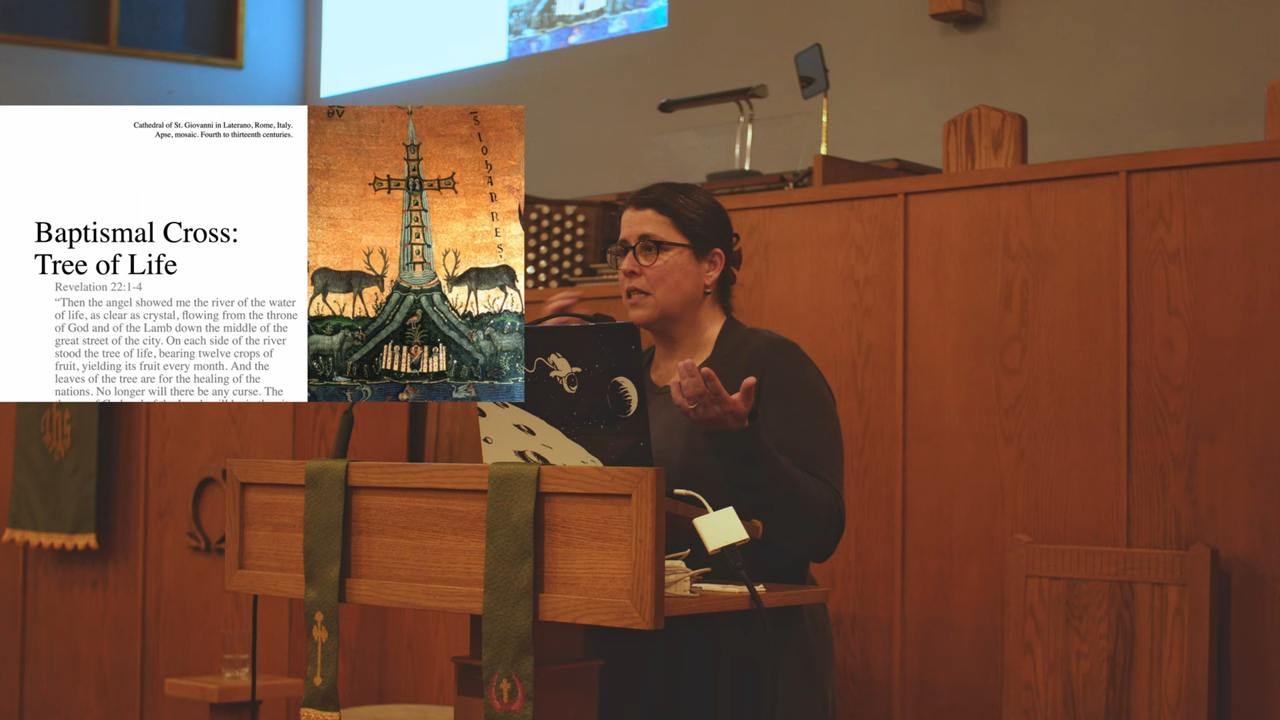 Cathedral of St. Giovanni in Laterano, Rome, Italy.
Apse, mosaic. Fourth to thirteenth centuries.
Baptismal Cross:
Tree of Life
Revelation 22:1-4
“Then the angel showed me the river of the water
of life, as clear as crystal, flowing from the throne
of God and of the Lamb down the middle of the
great street of the city. On each side of the river
stood the tree of life, bearing twelve crops of
fruit, yielding its fruit every month. And the
leaves of the tree are for the healing of the
nations. No longer will there be any curse. The
SIOHANNES